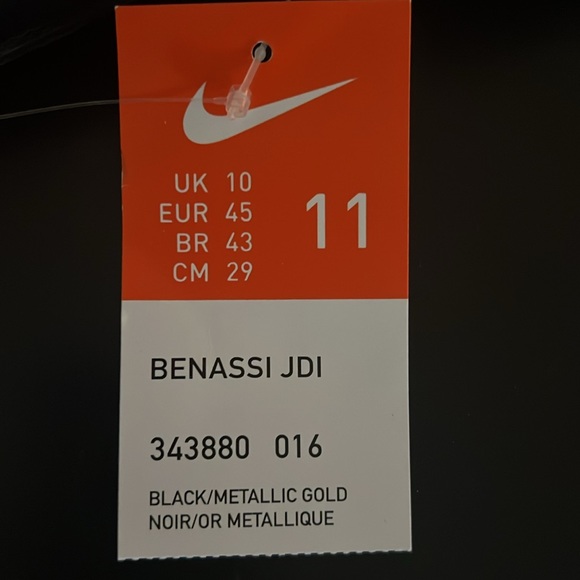 UK 10
EUR 45
BR 43
CM 29
11
BENASSI JDI
343880 016
BLACK/METALLIC GOLD
NOIR/OR METALLIQUE